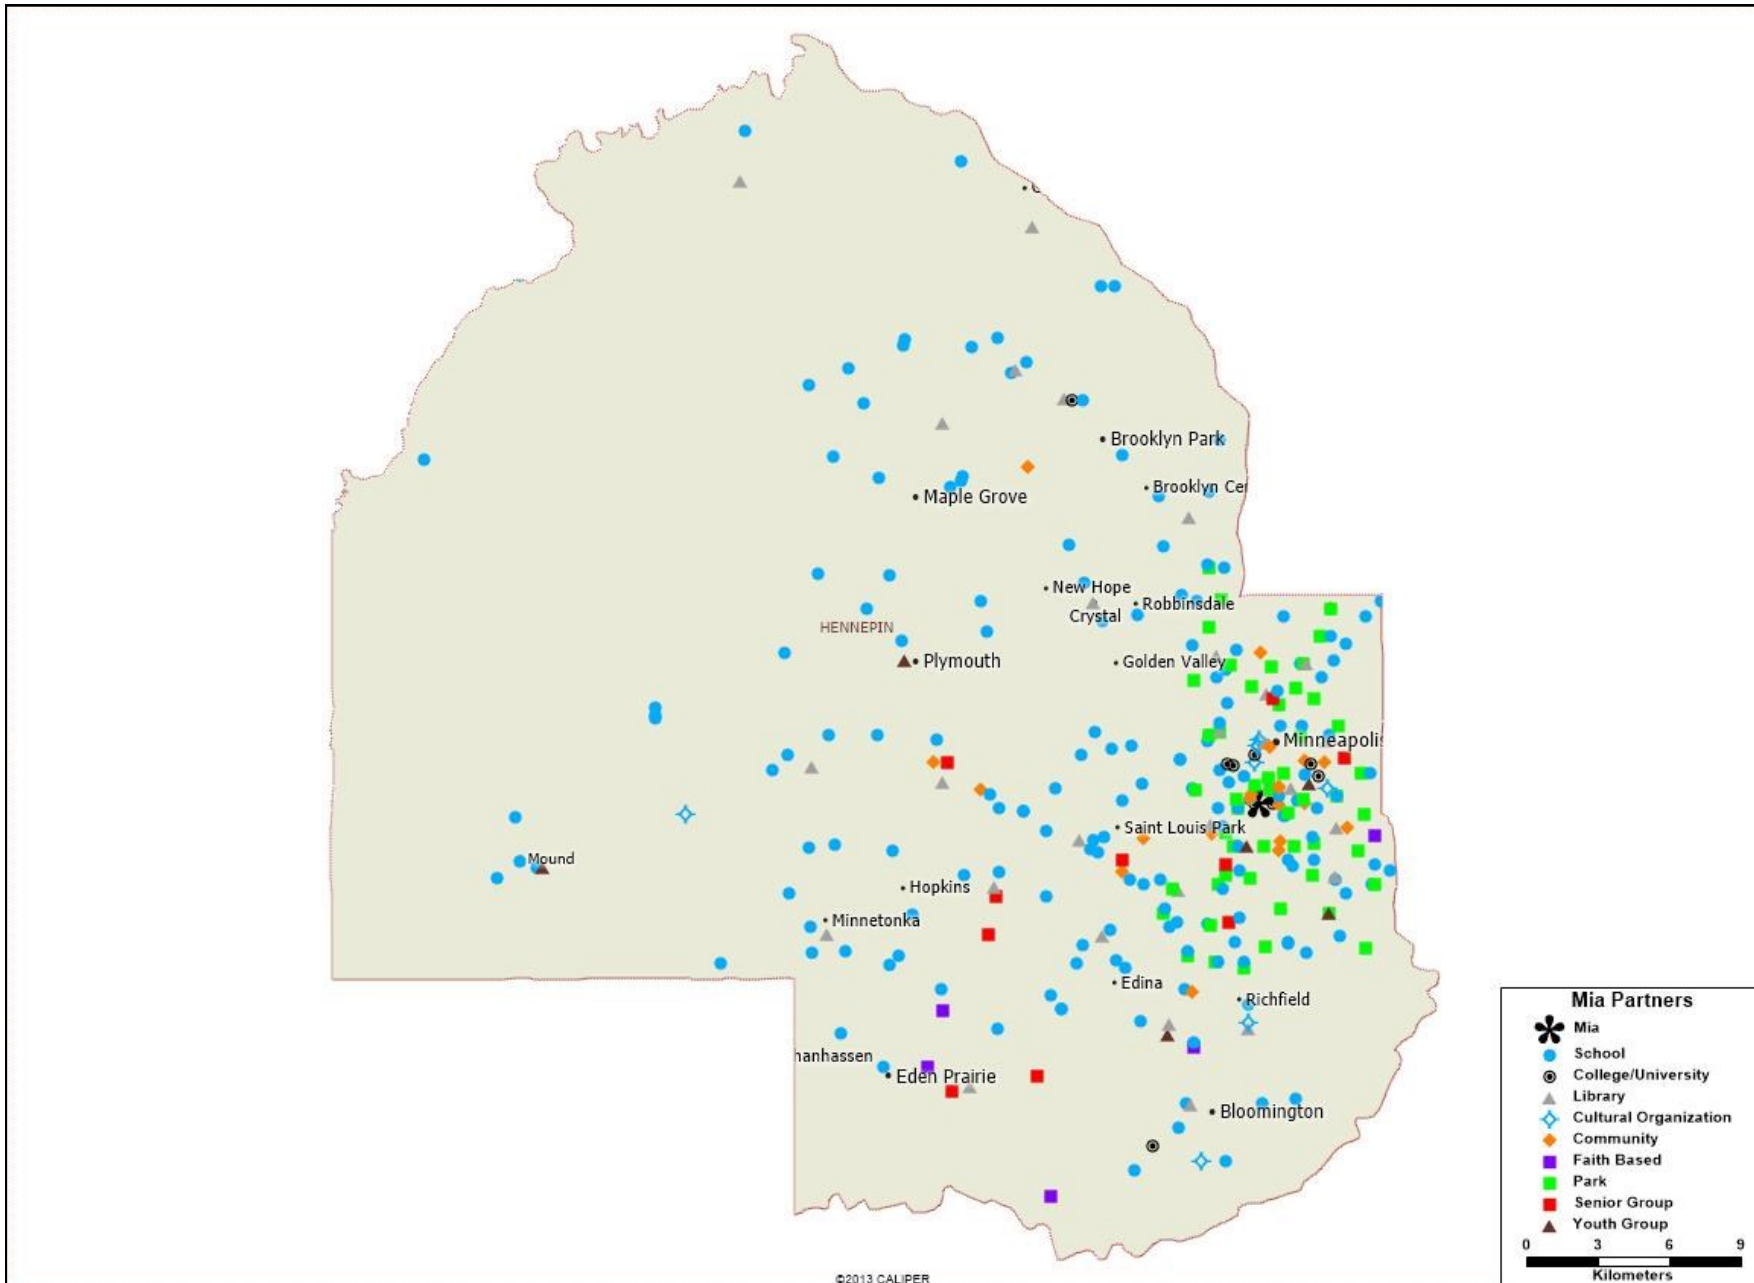 Brooklyn Park
Brooklyn Cen
Maple Grove
New Hope
Robbinsdale
Crystal
HENNEPIN
Plymouth
Golden Valley
Minneapolis
Saint Louis Park
Mound
Hopkins
Minnetonka
Edina
Richfield
hanhassen
Eden Prairie
Bloomington
Mia Partners
Mia
School
College/University
Library
Cultural Organization
Community
Faith Based
Park
Senior Group
Youth Group
0 3 6 9
Kilometers
©2013 CALIPER